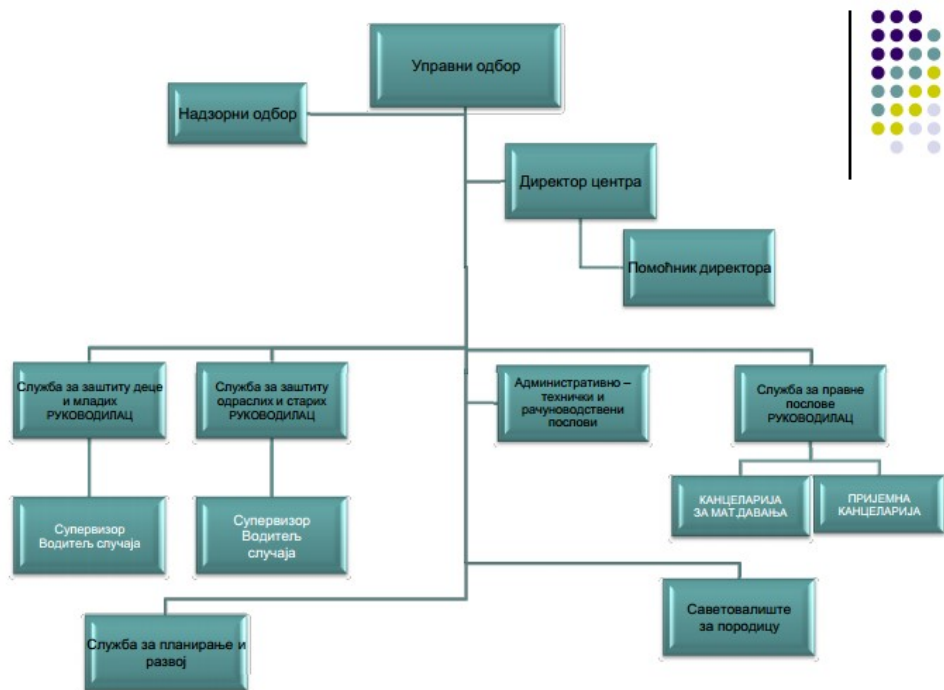 Управни одбор
Надзорни одбор
Директор центра
Помоћник директора
Служба за заштиту деце
и младих
РУКОВОДИЛАЦ
Служба за заштиту
одраслих и старих
РУКОВОДИЛАЦ
Административно –
технички и
рачуноводствени
послови
Служба за правне
послове
РУКОВОДИЛАЦ
Супервизор
Водитељ случаја
Супервизор
Водитељ
случаја
КАНЦЕЛАРИЈА
ЗА МАТ.ДАВАЊА
ПРИЈЕМНА
КАНЦЕЛАРИЈА
Служба за планирање и
развој
Саветовалиште
за породицу